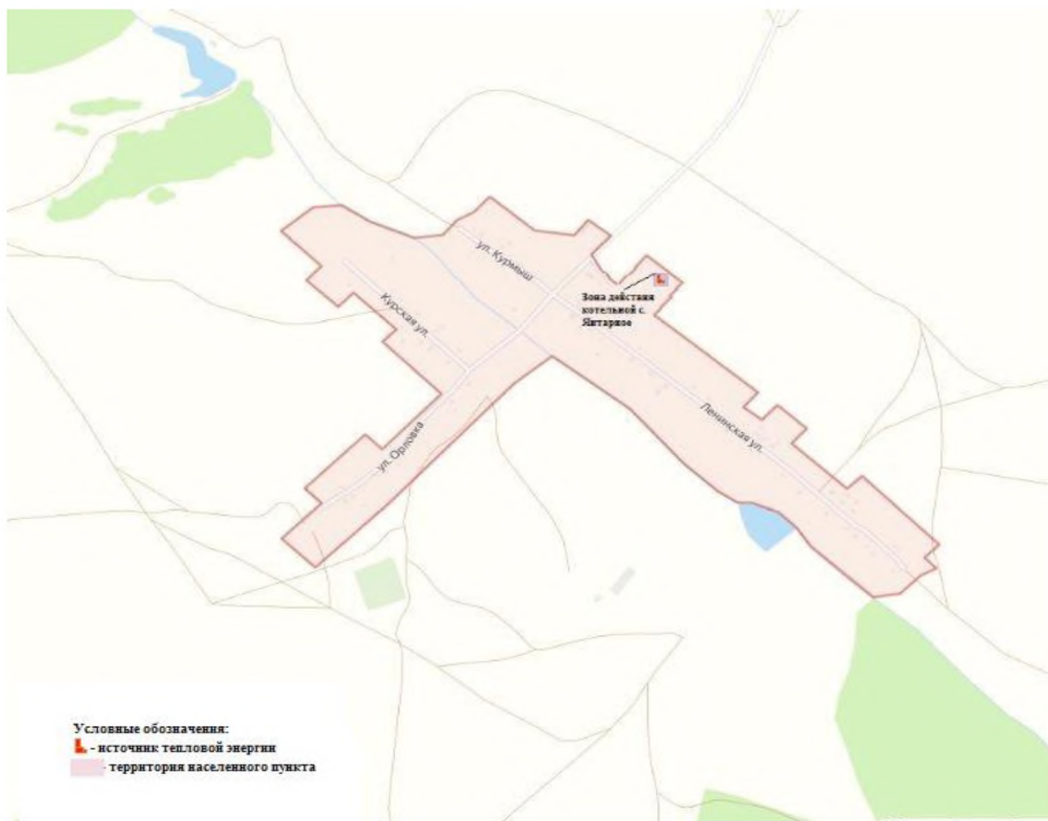 ул. Курмыш
Зона действия
котельной с.
Янтарное
Курская ул.
Ленинская ул.
ул. Орловка
Условные обозначения:
- источник тепловой энергии
- территория населенного пункта